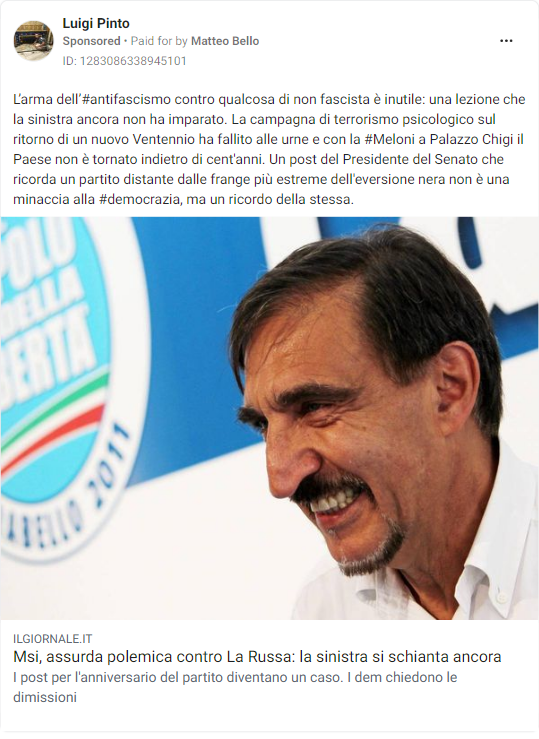 Luigi Pinto
Sponsored • Paid for by Matteo Bello
ID: 1283086338945101
L'arma dell'#antifascismo contro qualcosa di non fascista è inutile: una lezione che
la sinistra ancora non ha imparato. La campagna di terrorismo psicologico sul
ritorno di un nuovo Ventennio ha fallito alle urne e con la #Meloni a Palazzo Chigi il
Paese non è tornato indietro di cent'anni. Un post del Presidente del Senato che
ricorda un partito distante dalle frange più estreme dell'eversione nera non è una
minaccia alla #democrazia, ma un ricordo della stessa.
POLO
DELLA
BERTA
ABELLO 2011
ILGIORNALE.IT
Msi, assurda polemica contro La Russa: la sinistra si schianta ancora
I post per l'anniversario del partito diventano un caso. I dem chiedono le
dimissioni